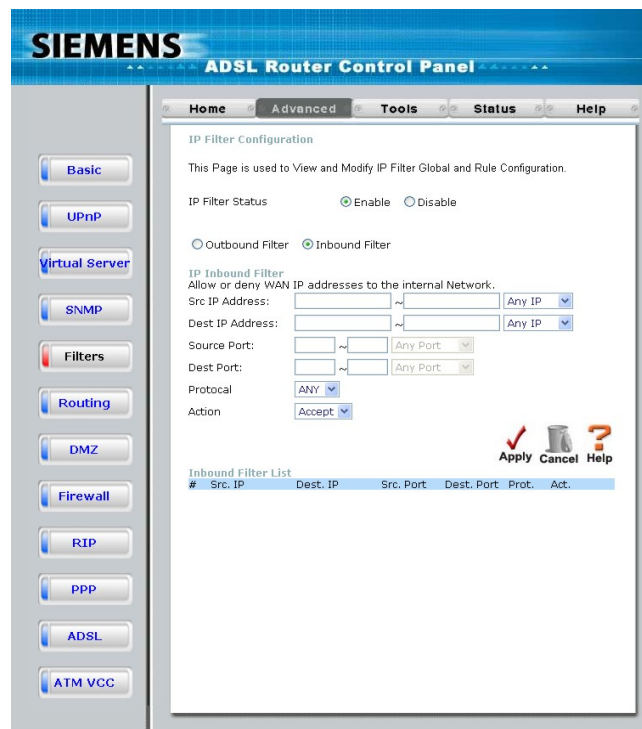 SIEMENS
ADSL Router Control Panel
Home Advanced Tools Status Help
Basic
UPnP
Virtual Server
SNMP
Filters
Routing
DMZ
Firewall
RIP
PPP
ADSL
ATM VCC
IP Filter Configuration
This Page is used to View and Modify IP Filter Global and Rule Configuration.
IP Filter Status Enable Disable
Outbound Filter Inbound Filter
IP Inbound Filter
Allow or deny WAN IP addresses to the internal Network.
Src IP Address: ~ Any IP
Dest IP Address: ~ Any IP
Source Port: ~ Any Port
Dest Port: ~ Any Port
Protocal ANY
Action Accept
Apply Cancel Help
Inbound Filter List
# Src. IP Dest. IP Src. Port Dest. Port Prot. Act.